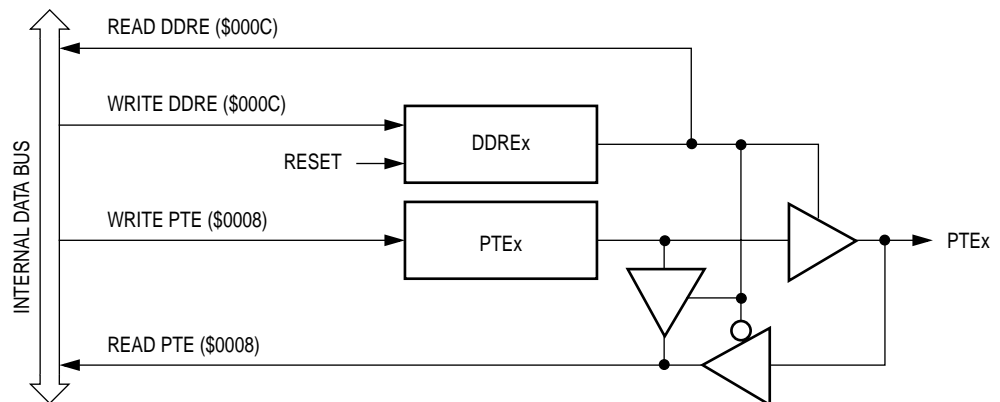 READ DDRE ($000C)
WRITE DDRE ($000C)
DDREx
RESET
WRITE PTE ($0008)
PTEx
PTEx
READ PTE ($0008)
INTERNAL DATA BUS